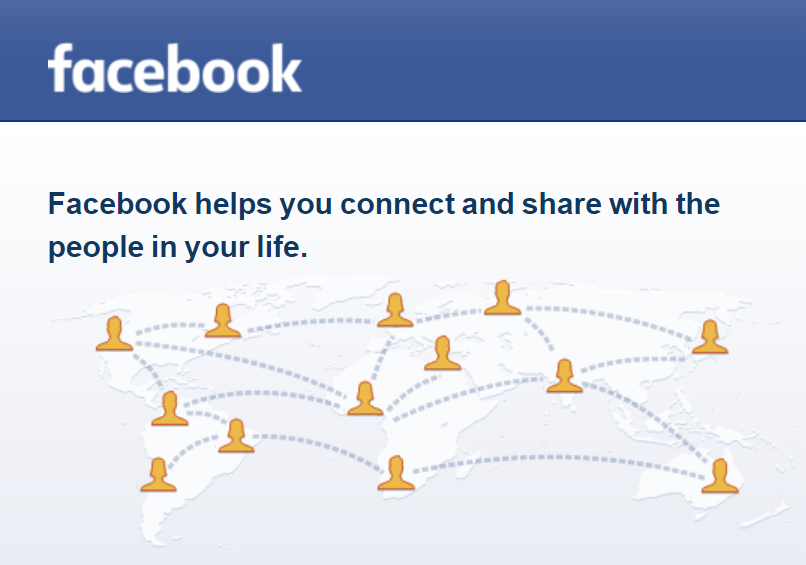 facebook
Facebook helps you connect and share with the
people in your life.